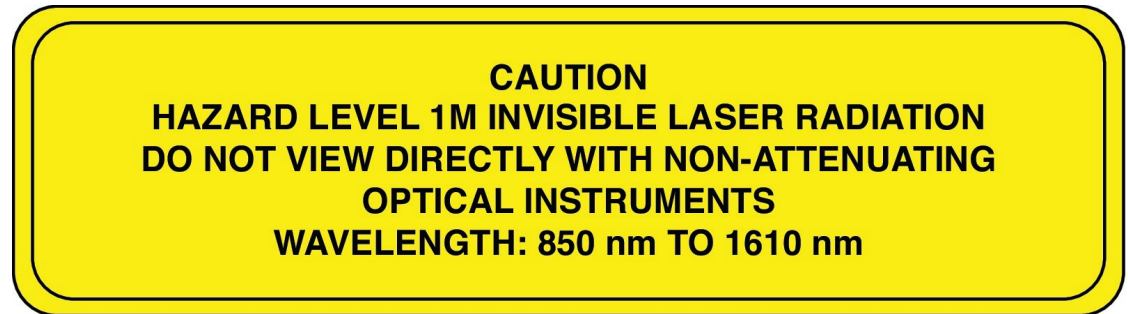 CAUTION
HAZARD LEVEL 1M INVISIBLE LASER RADIATION
DO NOT VIEW DIRECTLY WITH NON-ATTENUATING
OPTICAL INSTRUMENTS
WAVELENGTH: 850 nm TO 1610 nm